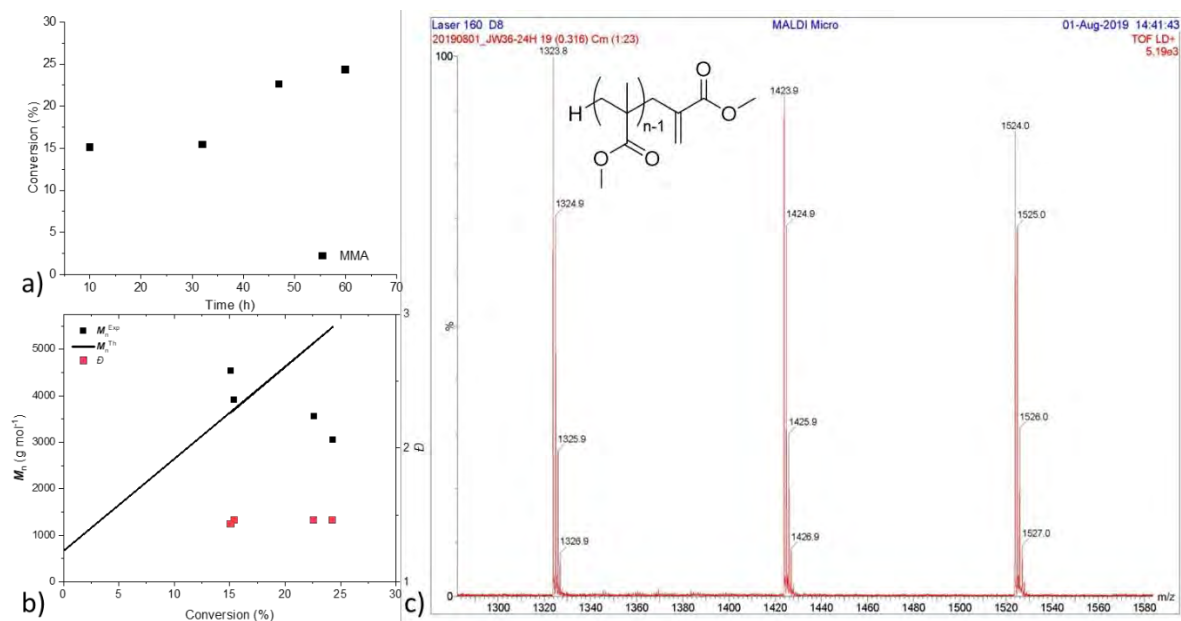 30
25
20
15
10
5
0
Conversion (%)
10 20 30 40 50 60 70
Time (h)
MMA
a)
Mn Exp
Mn Th
Đ
5000
4000
3000
2000
1000
0
Mn (g mol-1)
3
2
1
Đ
0 5 10 15 20 25 30
Conversion (%)
b)
c)
Laser 160 D8 MALDI Micro 01-Aug-2019 14:41:43
20190801_JW36-24H 19 (0.316) Cm (1:23) TOF LD+
5.19e3
100
%
0
1323.8
1324.9
1325.9
1326.9
1423.9
1424.9
1425.9
1426.9
1524.0
1525.0
1526.0
1527.0
H
n-1
O
O
O
O
1300 1320 1340 1360 1380 1400 1420 1440 1460 1480 1500 1520 1540 1560 1580 m/z